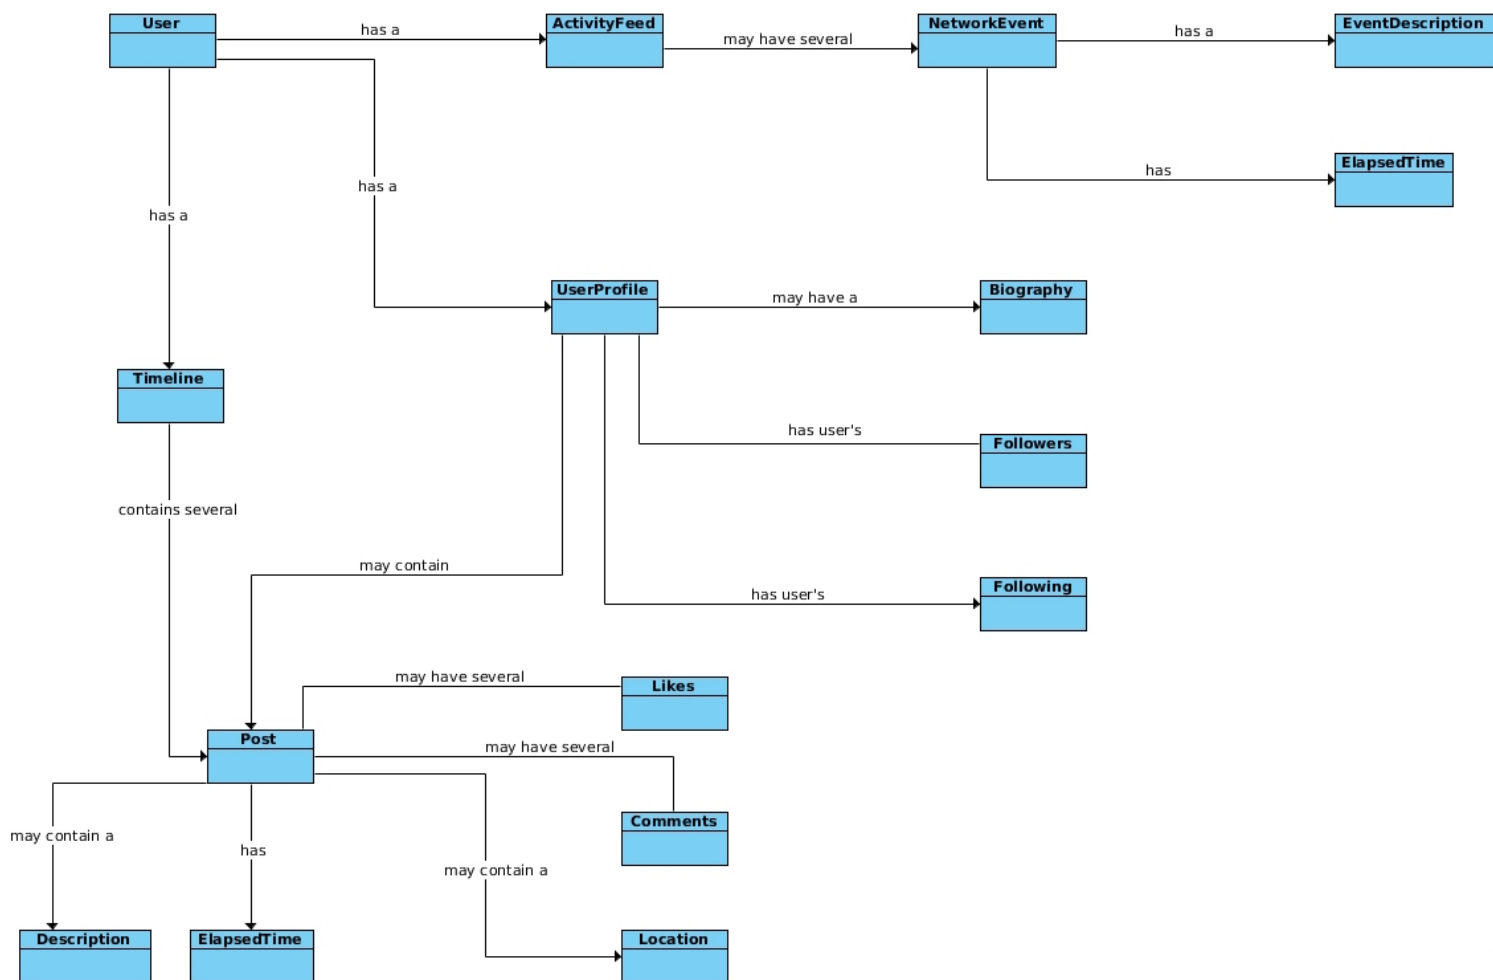 User
has a
ActivityFeed
may have several
NetworkEvent
has a
EventDescription
has
ElapsedTime
has a
has a
UserProfile
may have a
Biography
Timeline
has user's
Followers
contains several
may contain
has user's
Following
may have several
Likes
Post
may have several
may contain a
has
Comments
may contain a
Description
ElapsedTime
Location